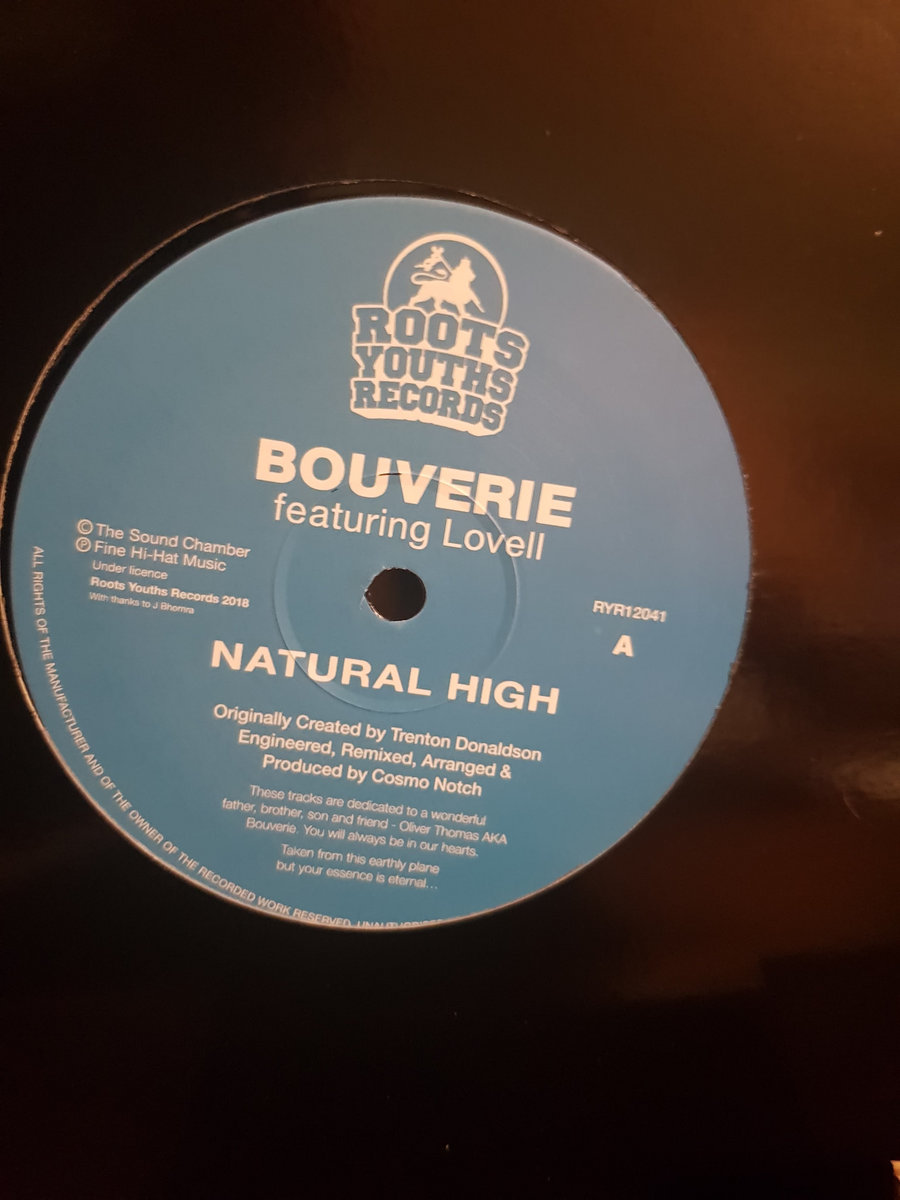 ROOTS
YOUTHS
RECORDS
BOUVERIE
featuring Lovell
© The Sound Chamber
℗ Fine Hi-Hat Music
Under licence
Roots Youths Records 2018
With thanks to J Bhomra
RYR12041
A
NATURAL HIGH
Originally Created by Trenton Donaldson
Engineered, Remixed, Arranged &
Produced by Cosmo Notch
These tracks are dedicated to a wonderful
father, brother, son and friend - Oliver Thomas AKA
Bouverie. You will always be in our hearts.
Taken from this earthly plane
but your essence is eternal...
ALL RIGHTS OF THE MANUFACTURER AND OF THE OWNER OF THE RECORDED WORK RESERVED.